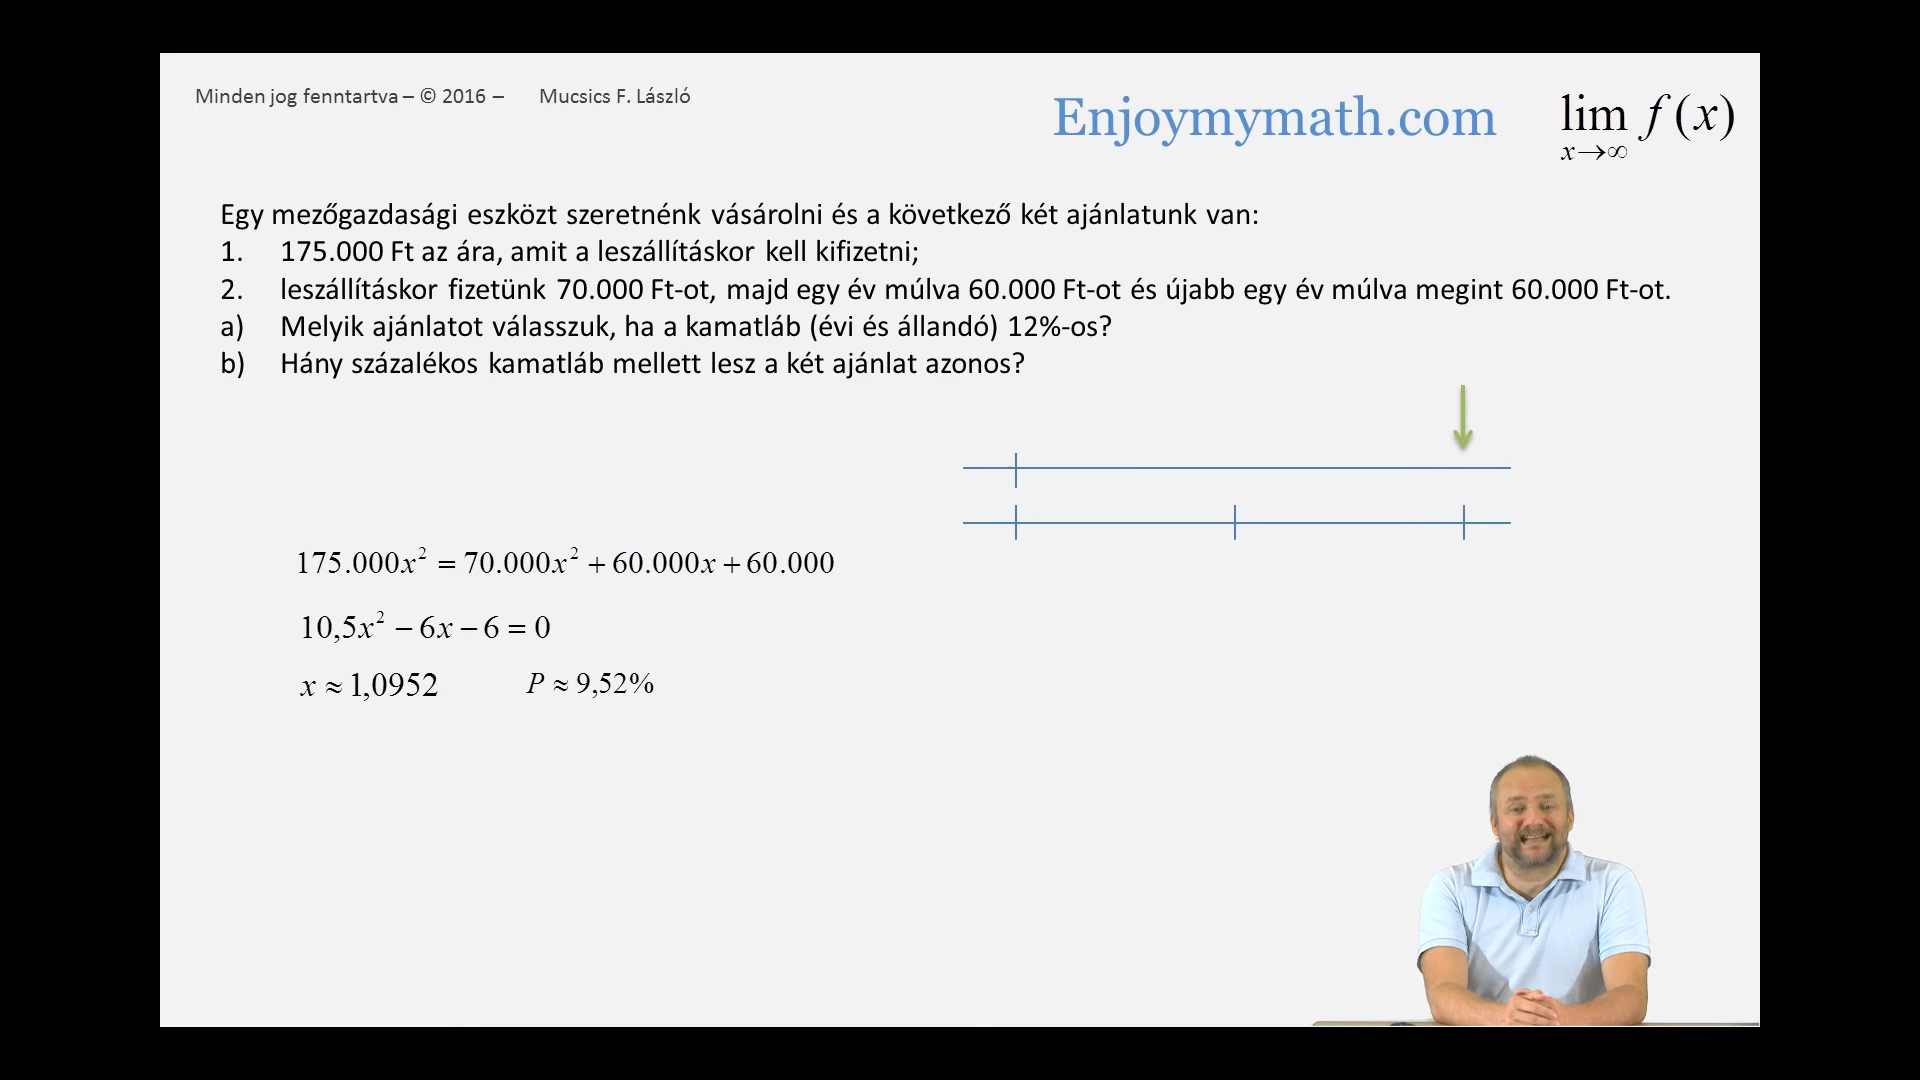 Minden jog fenntartva – © 2016 – Mucsics F. László
Enjoymymath.com
lim f(x)
x→∞
Egy mezőgazdasági eszközt szeretnénk vásárolni és a következő két ajánlatunk van:
1. 175.000 Ft az ára, amit a leszállításkor kell kifizetni;
2. leszállításkor fizetünk 70.000 Ft-ot, majd egy év múlva 60.000 Ft-ot és újabb egy év múlva megint 60.000 Ft-ot.
a) Melyik ajánlatot válasszuk, ha a kamatláb (évi és állandó) 12%-os?
b) Hány százalékos kamatláb mellett lesz a két ajánlat azonos?
175.000x² = 70.000x² + 60.000x + 60.000
10,5x² − 6x − 6 = 0
x ≈ 1,0952 P ≈ 9,52%